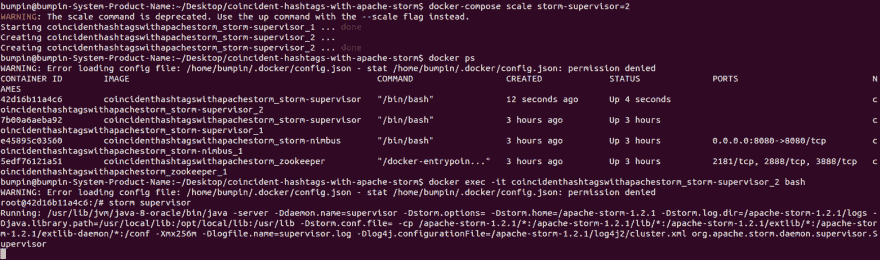 bumpin@bumpin-System-Product-Name:~/Desktop/coincident-hashtags-with-apache-storm$ docker-compose scale storm-supervisor=2
WARNING: The scale command is deprecated. Use the up command with the --scale flag instead.
Starting coincidenthashtagswithapachestorm_storm-supervisor_1 ... done
Creating coincidenthashtagswithapachestorm_storm-supervisor_2 ...
Creating coincidenthashtagswithapachestorm_storm-supervisor_2 ... done
bumpin@bumpin-System-Product-Name:~/Desktop/coincident-hashtags-with-apache-storm$ docker ps
WARNING: Error loading config file: /home/bumpin/.docker/config.json - stat /home/bumpin/.docker/config.json: permission denied
CONTAINER ID IMAGE COMMAND CREATED STATUS PORTS N
AMES
42d16b11a4c6 coincidenthashtagswithapachestorm_storm-supervisor "/bin/bash" 12 seconds ago Up 4 seconds c
oincidenthashtagswithapachestorm_storm-supervisor_2
7b00a6aeba92 coincidenthashtagswithapachestorm_storm-supervisor "/bin/bash" 3 hours ago Up 3 hours c
oincidenthashtagswithapachestorm_storm-supervisor_1
e45895c03560 coincidenthashtagswithapachestorm_storm-nimbus "/bin/bash" 3 hours ago Up 3 hours 0.0.0.0:8080->8080/tcp c
oincidenthashtagswithapachestorm_storm-nimbus_1
5edf76121a51 coincidenthashtagswithapachestorm_zookeeper "/docker-entrypoin..." 3 hours ago Up 3 hours 2181/tcp, 2888/tcp, 3888/tcp c
oincidenthashtagswithapachestorm_zookeeper_1
bumpin@bumpin-System-Product-Name:~/Desktop/coincident-hashtags-with-apache-storm$ docker exec -it coincidenthashtagswithapachestorm_storm-supervisor_2 bash
WARNING: Error loading config file: /home/bumpin/.docker/config.json - stat /home/bumpin/.docker/config.json: permission denied
root@42d16b11a4c6:/# storm supervisor
Running: /usr/lib/jvm/java-8-oracle/bin/java -server -Ddaemon.name=supervisor -Dstorm.options= -Dstorm.home=/apache-storm-1.2.1 -Dstorm.log.dir=/apache-storm-1.2.1/logs -
Djava.library.path=/usr/local/lib:/opt/local/lib:/usr/lib -Dstorm.conf.file= -cp /apache-storm-1.2.1/*:/apache-storm-1.2.1/lib/*:/apache-storm-1.2.1/extlib/*:/apache-stor
m-1.2.1/extlib-daemon/*:/conf -Xmx256m -Dlogfile.name=supervisor.log -Dlog4j.configurationFile=/apache-storm-1.2.1/log4j2/cluster.xml org.apache.storm.daemon.supervisor.S
upervisor